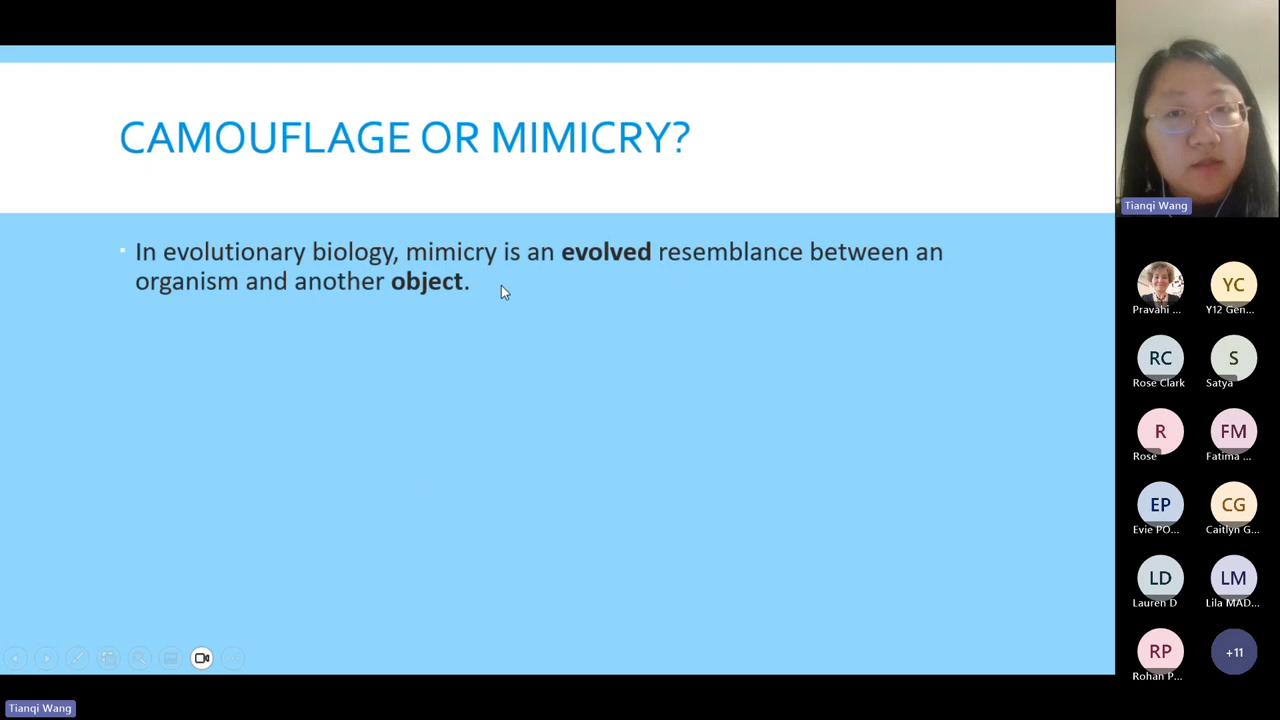 CAMOUFLAGE OR MIMICRY?
In evolutionary biology, mimicry is an evolved resemblance between an
organism and another object.
Tianqi Wang
Pravahi ...
YC
Y12 Gen...
RC
Rose Clark
S
Satya
R
Rose
FM
Fatima ...
EP
Evie PO...
CG
Caitlyn G...
LD
Lauren D
LM
Lila MAD...
RP
Rohan P...
+11
Tianqi Wang